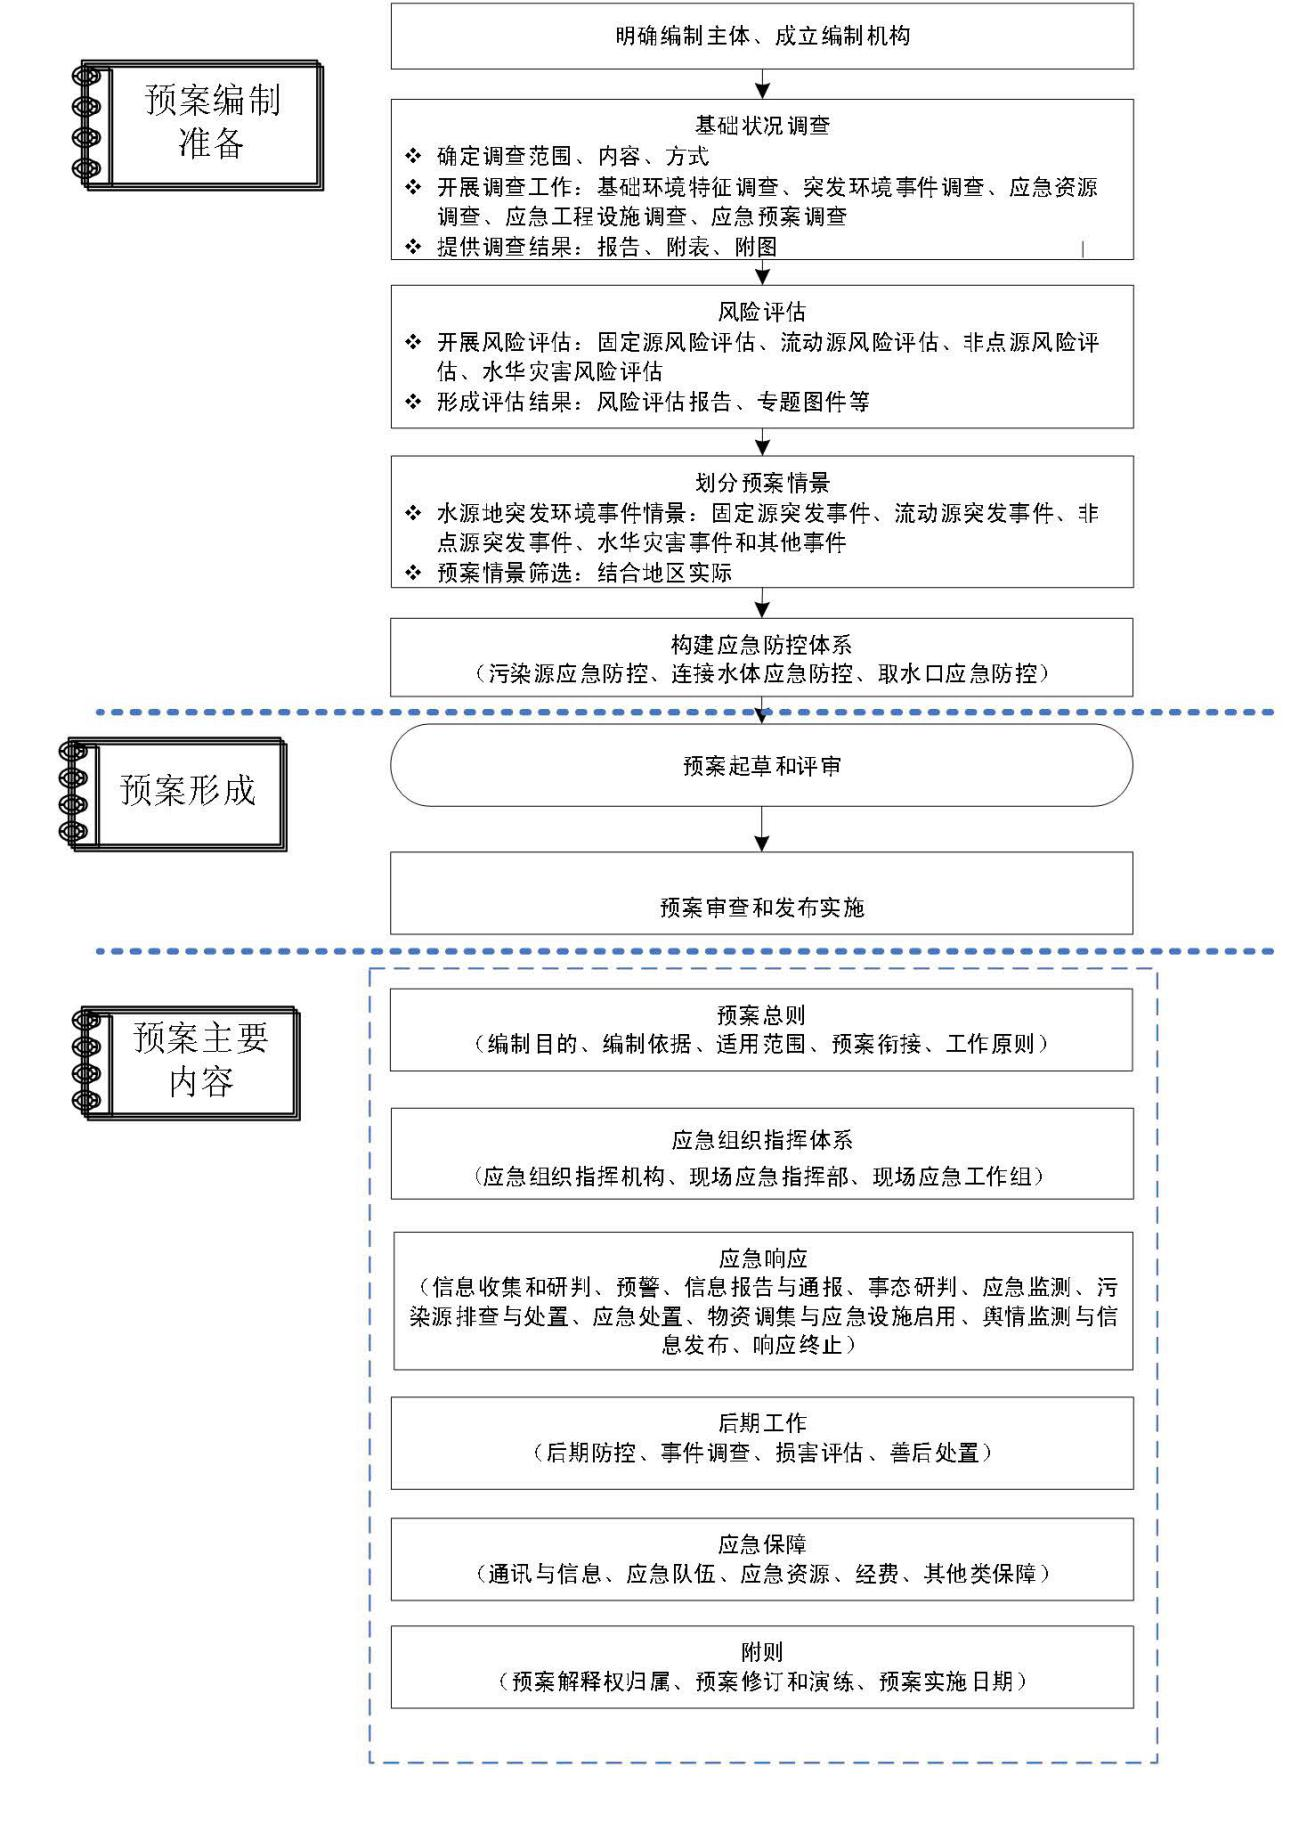 预案编制
准备
明确编制主体、成立编制机构
基础状况调查
❖ 确定调查范围、内容、方式
❖ 开展调查工作：基础环境特征调查、突发环境事件调查、应急资源
调查、应急工程设施调查、应急预案调查
❖ 提供调查结果：报告、附表、附图
风险评估
❖ 开展风险评估：固定源风险评估、流动源风险评估、非点源风险评
估、水华灾害风险评估
❖ 形成评估结果：风险评估报告、专题图件等
划分预案情景
❖ 水源地突发环境事件情景：固定源突发事件、流动源突发事件、非
点源突发事件、水华灾害事件和其他事件
❖ 预案情景筛选：结合地区实际
构建应急防控体系
（污染源应急防控、连接水体应急防控、取水口应急防控）
预案形成
预案起草和评审
预案审查和发布实施
预案主要
内容
预案总则
（编制目的、编制依据、适用范围、预案衔接、工作原则）
应急组织指挥体系
（应急组织指挥机构、现场应急指挥部、现场应急工作组）
应急响应
（信息收集和研判、预警、信息报告与通报、事态研判、应急监测、污
染源排查与处置、应急处置、物资调集与应急设施启用、舆情监测与信
息发布、响应终止）
后期工作
（后期防控、事件调查、损害评估、善后处置）
应急保障
（通讯与信息、应急队伍、应急资源、经费、其他类保障）
附则
（预案解释权归属、预案修订和演练、预案实施日期）